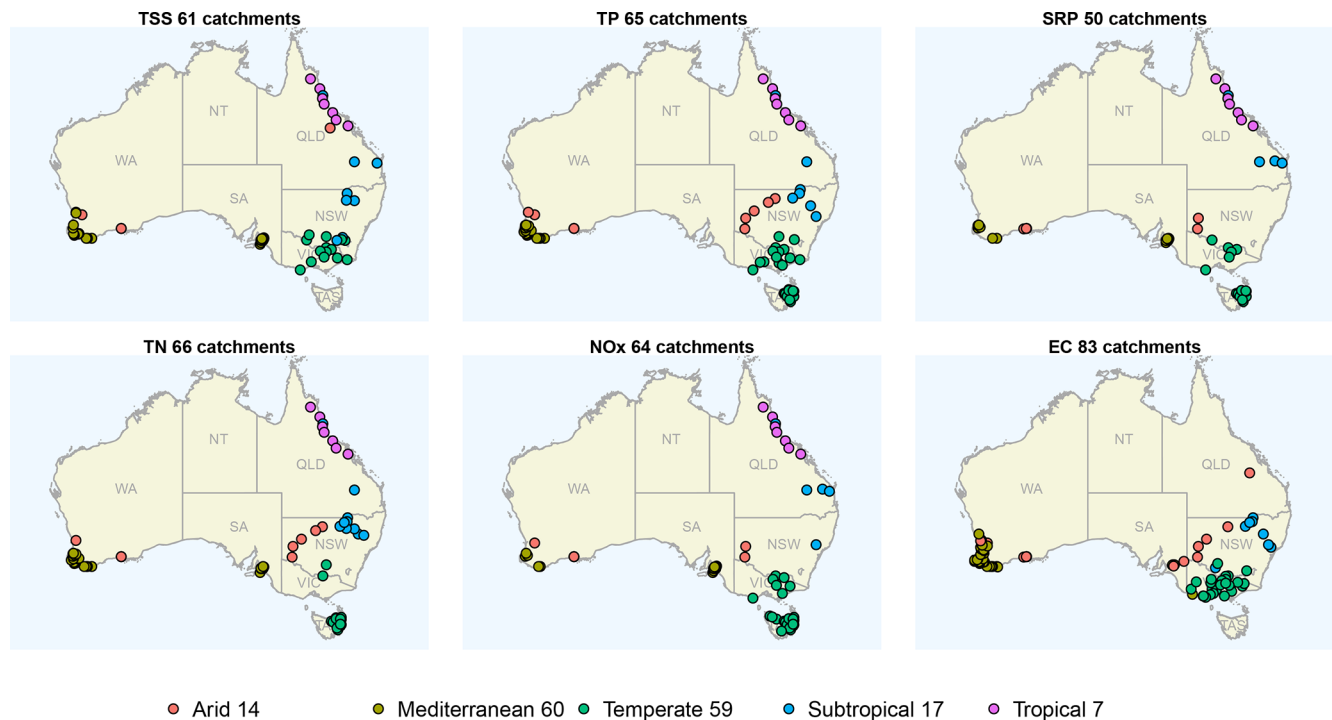 TSS 61 catchments
TP 65 catchments
SRP 50 catchments
NT
QLD
WA
SA
NSW
VIC
TAS
NT
QLD
WA
SA
NSW
VIC
TAS
NT
QLD
WA
SA
NSW
VIC
TAS
TN 66 catchments
NOx 64 catchments
EC 83 catchments
NT
QLD
WA
SA
NSW
VIC
TAS
NT
QLD
WA
SA
NSW
VIC
TAS
NT
QLD
WA
SA
NSW
TAS
Arid 14
Mediterranean 60
Temperate 59
Subtropical 17
Tropical 7